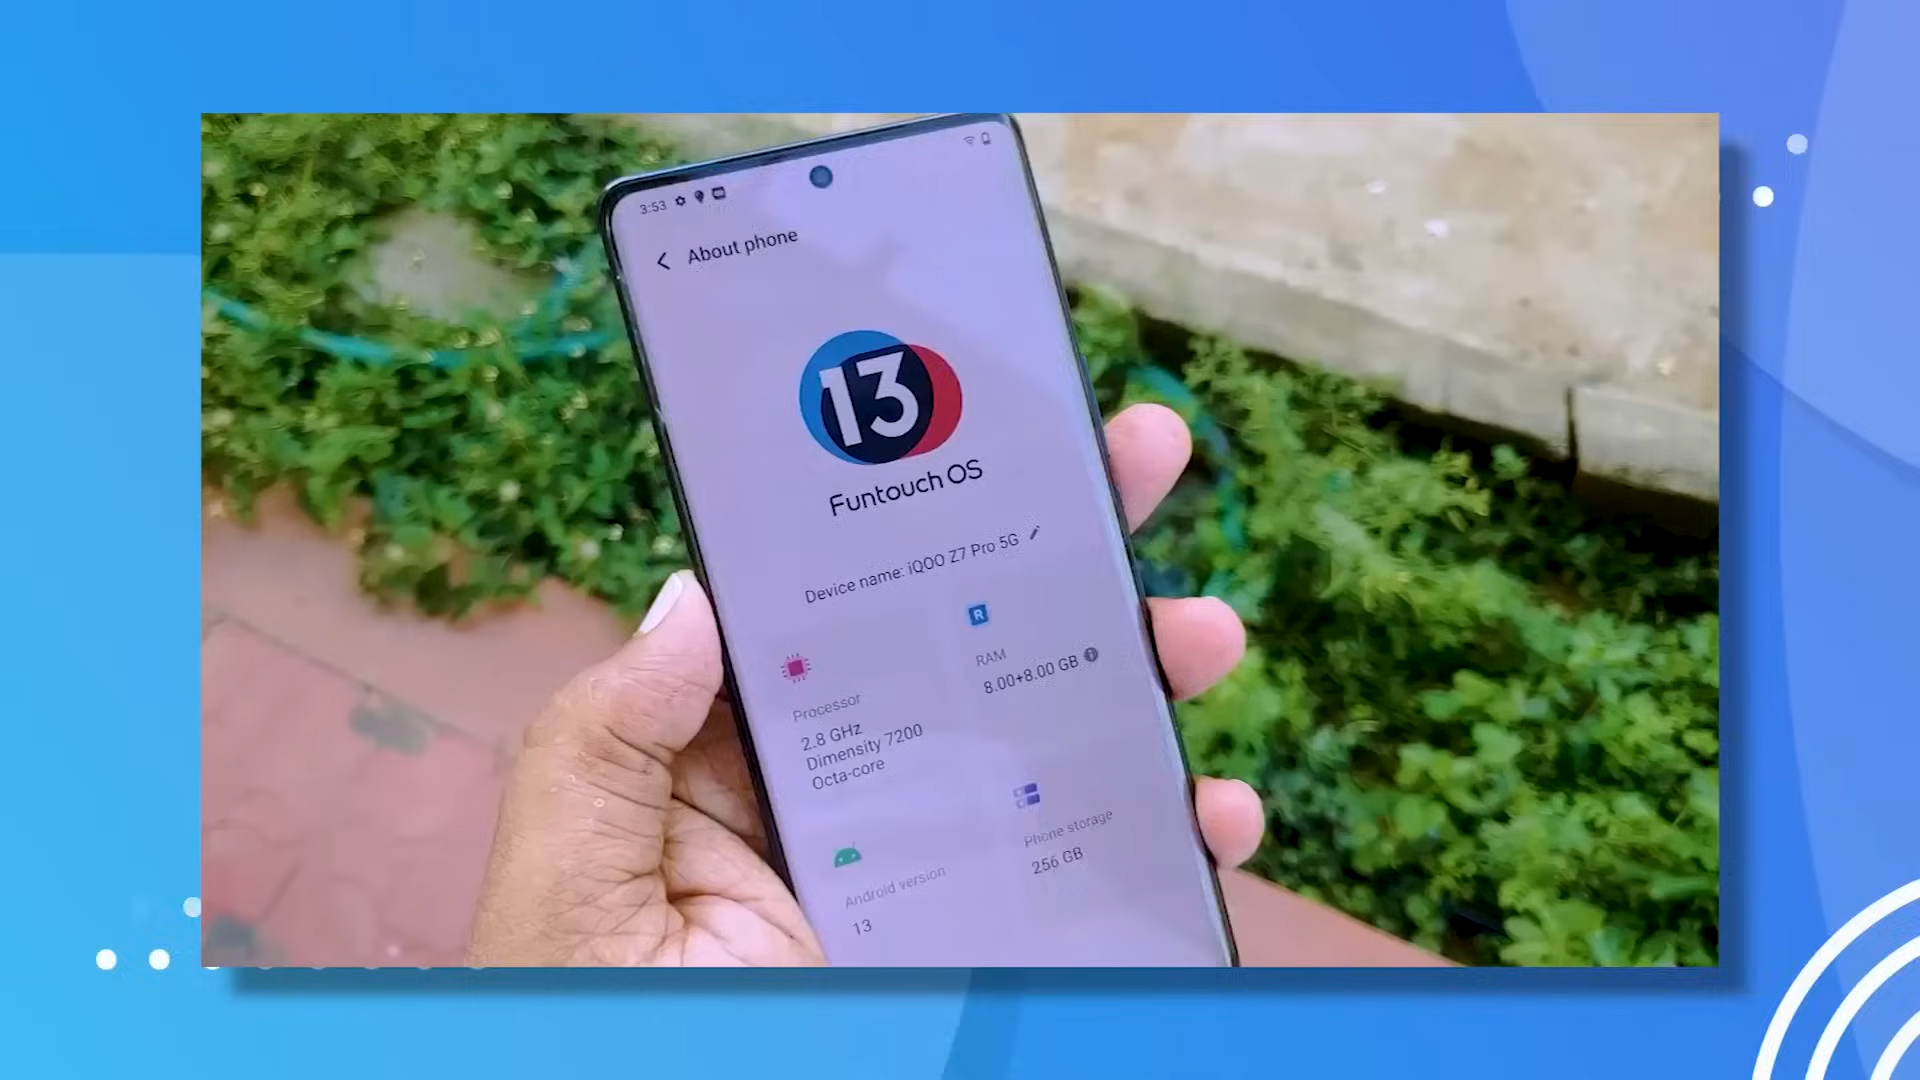 3:53
About phone
13
Funtouch OS
Device name: iQOO Z7 Pro 5G
R
RAM
8.00+8.00 GB
Processor
2.8 GHz
Dimensity 7200
Octa-core
Phone storage
256 GB
Android version
13